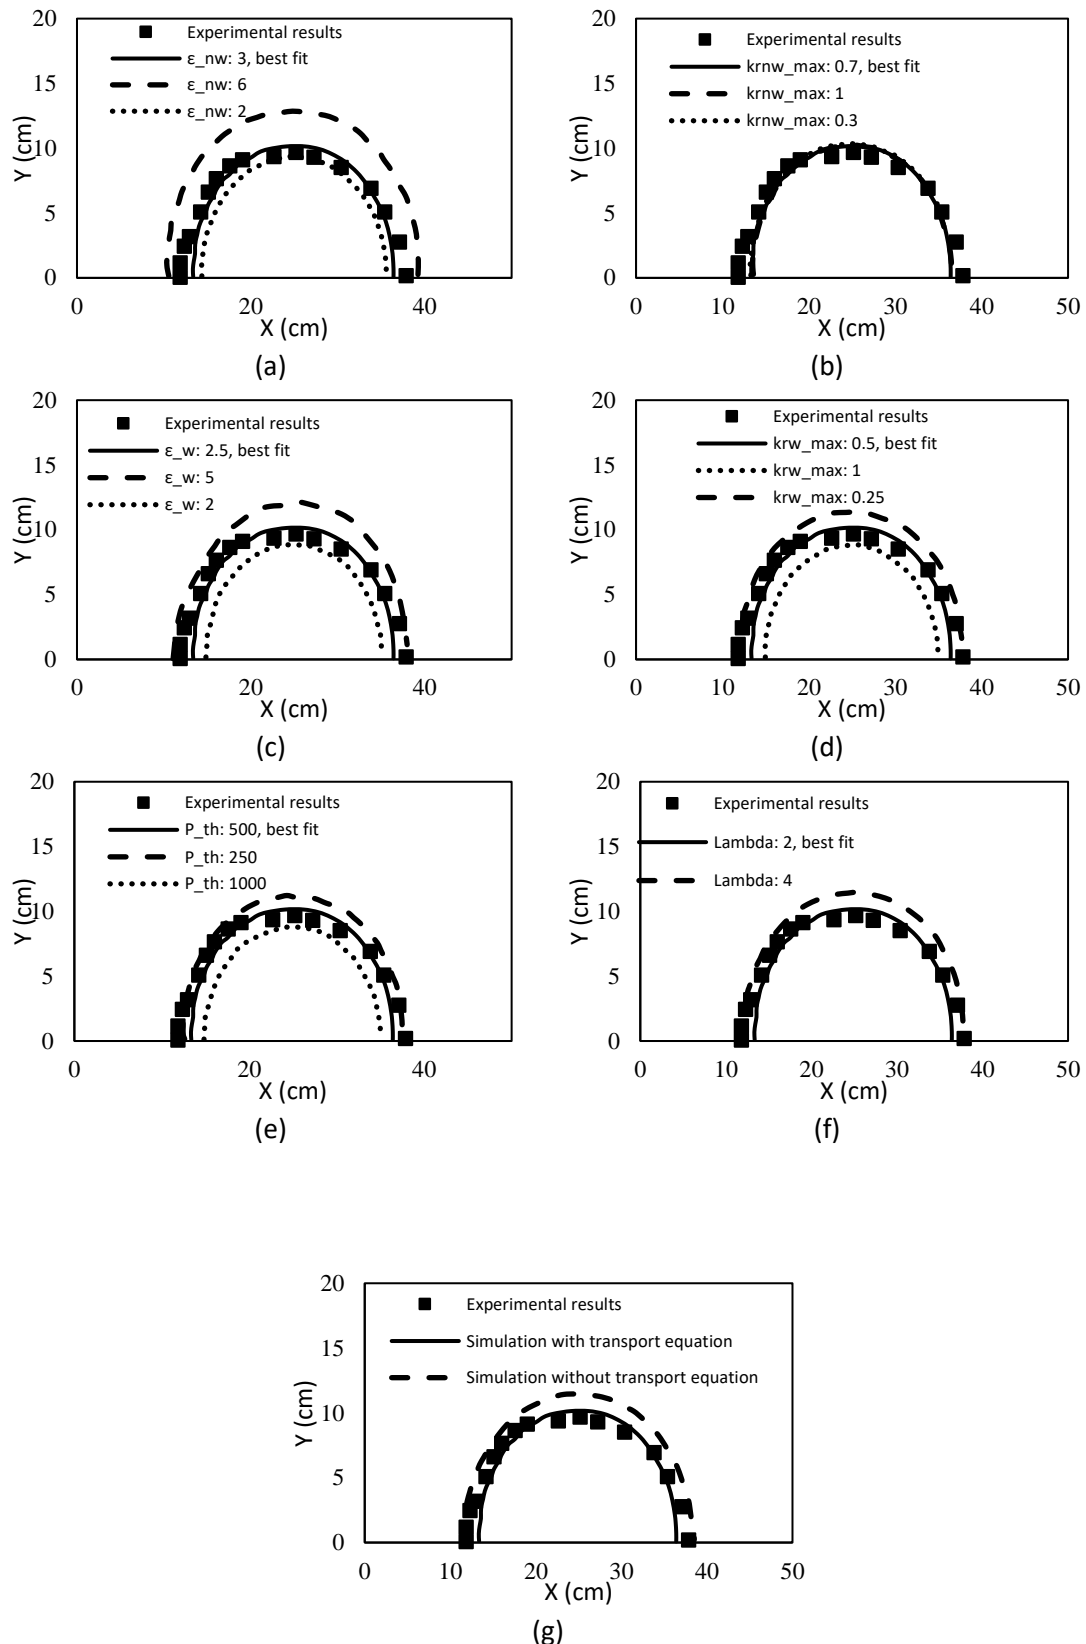 20
15
10
5
0
Y (cm)
Experimental results
ε_nw: 3, best fit
ε_nw: 6
ε_nw: 2
0
20
40
X (cm)
(a)
20
15
10
5
0
Y (cm)
Experimental results
krnw_max: 0.7, best fit
krnw_max: 1
krnw_max: 0.3
0 10 20 30 40 50
X (cm)
(b)
20
15
10
5
0
Y (cm)
Experimental results
ε_w: 2.5, best fit
ε_w: 5
ε_w: 2
0 20 40
X (cm)
(c)
20
15
10
5
0
Y (cm)
Experimental results
krw_max: 0.5, best fit
krw_max: 1
krw_max: 0.25
0 10 20 30 40 50
X (cm)
(d)
20
15
10
5
0
Y (cm)
Experimental results
P_th: 500, best fit
P_th: 250
P_th: 1000
0 20 40
X (cm)
(e)
20
15
10
5
0
Y (cm)
Experimental results
Lambda: 2, best fit
Lambda: 4
0 10 20 30 40 50
X (cm)
(f)
20
15
10
5
0
Y (cm)
Experimental results
Simulation with transport equation
Simulation without transport equation
0 10 20 30 40 50
X (cm)
(g)